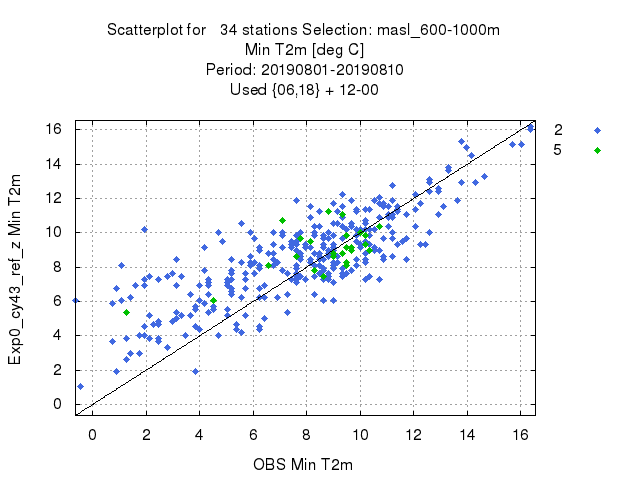 Scatterplot for 34 stations Selection: masl_600-1000m
Min T2m [deg C]
Period: 20190801-20190810
Used {06,18} + 12-00
2
5
Exp0_cy43_ref_z Min T2m
16
14
12
10
8
6
4
2
0
0 2 4 6 8 10 12 14 16
OBS Min T2m